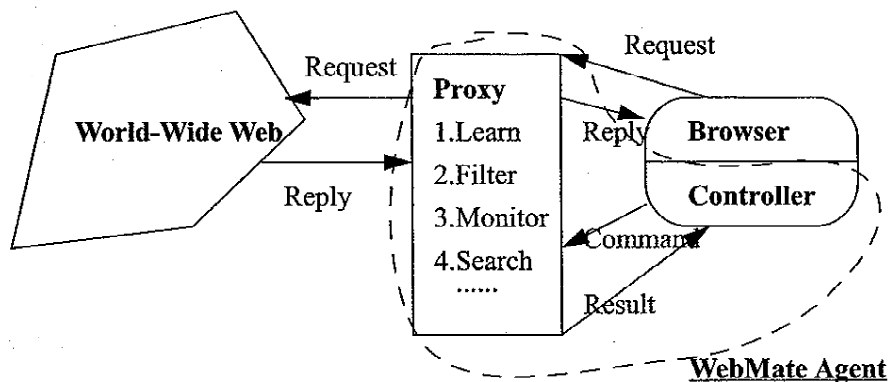 Request
Request
Proxy
World-Wide Web
1.Learn
Reply
Browser
2.Filter
Reply
Controller
3.Monitor
Command
4.Search
......
Result
WebMate Agent